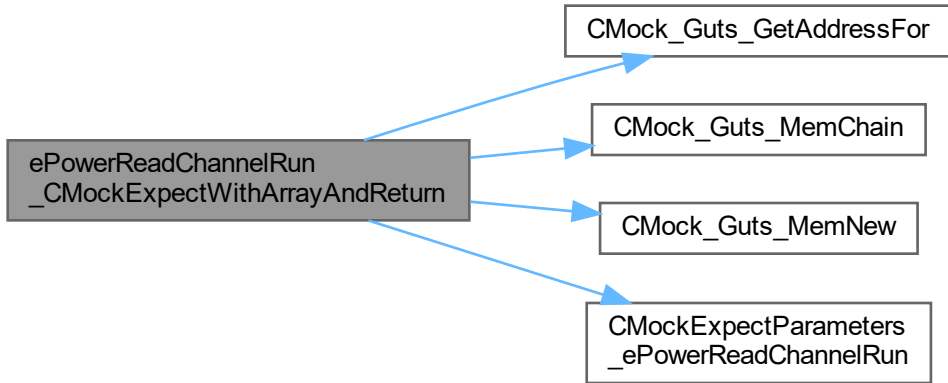 CMock_Guts_GetAddressFor
CMock_Guts_MemChain
ePowerReadChannelRun
_CMockExpectWithArrayAndReturn
CMock_Guts_MemNew
CMockExpectParameters
_ePowerReadChannelRun